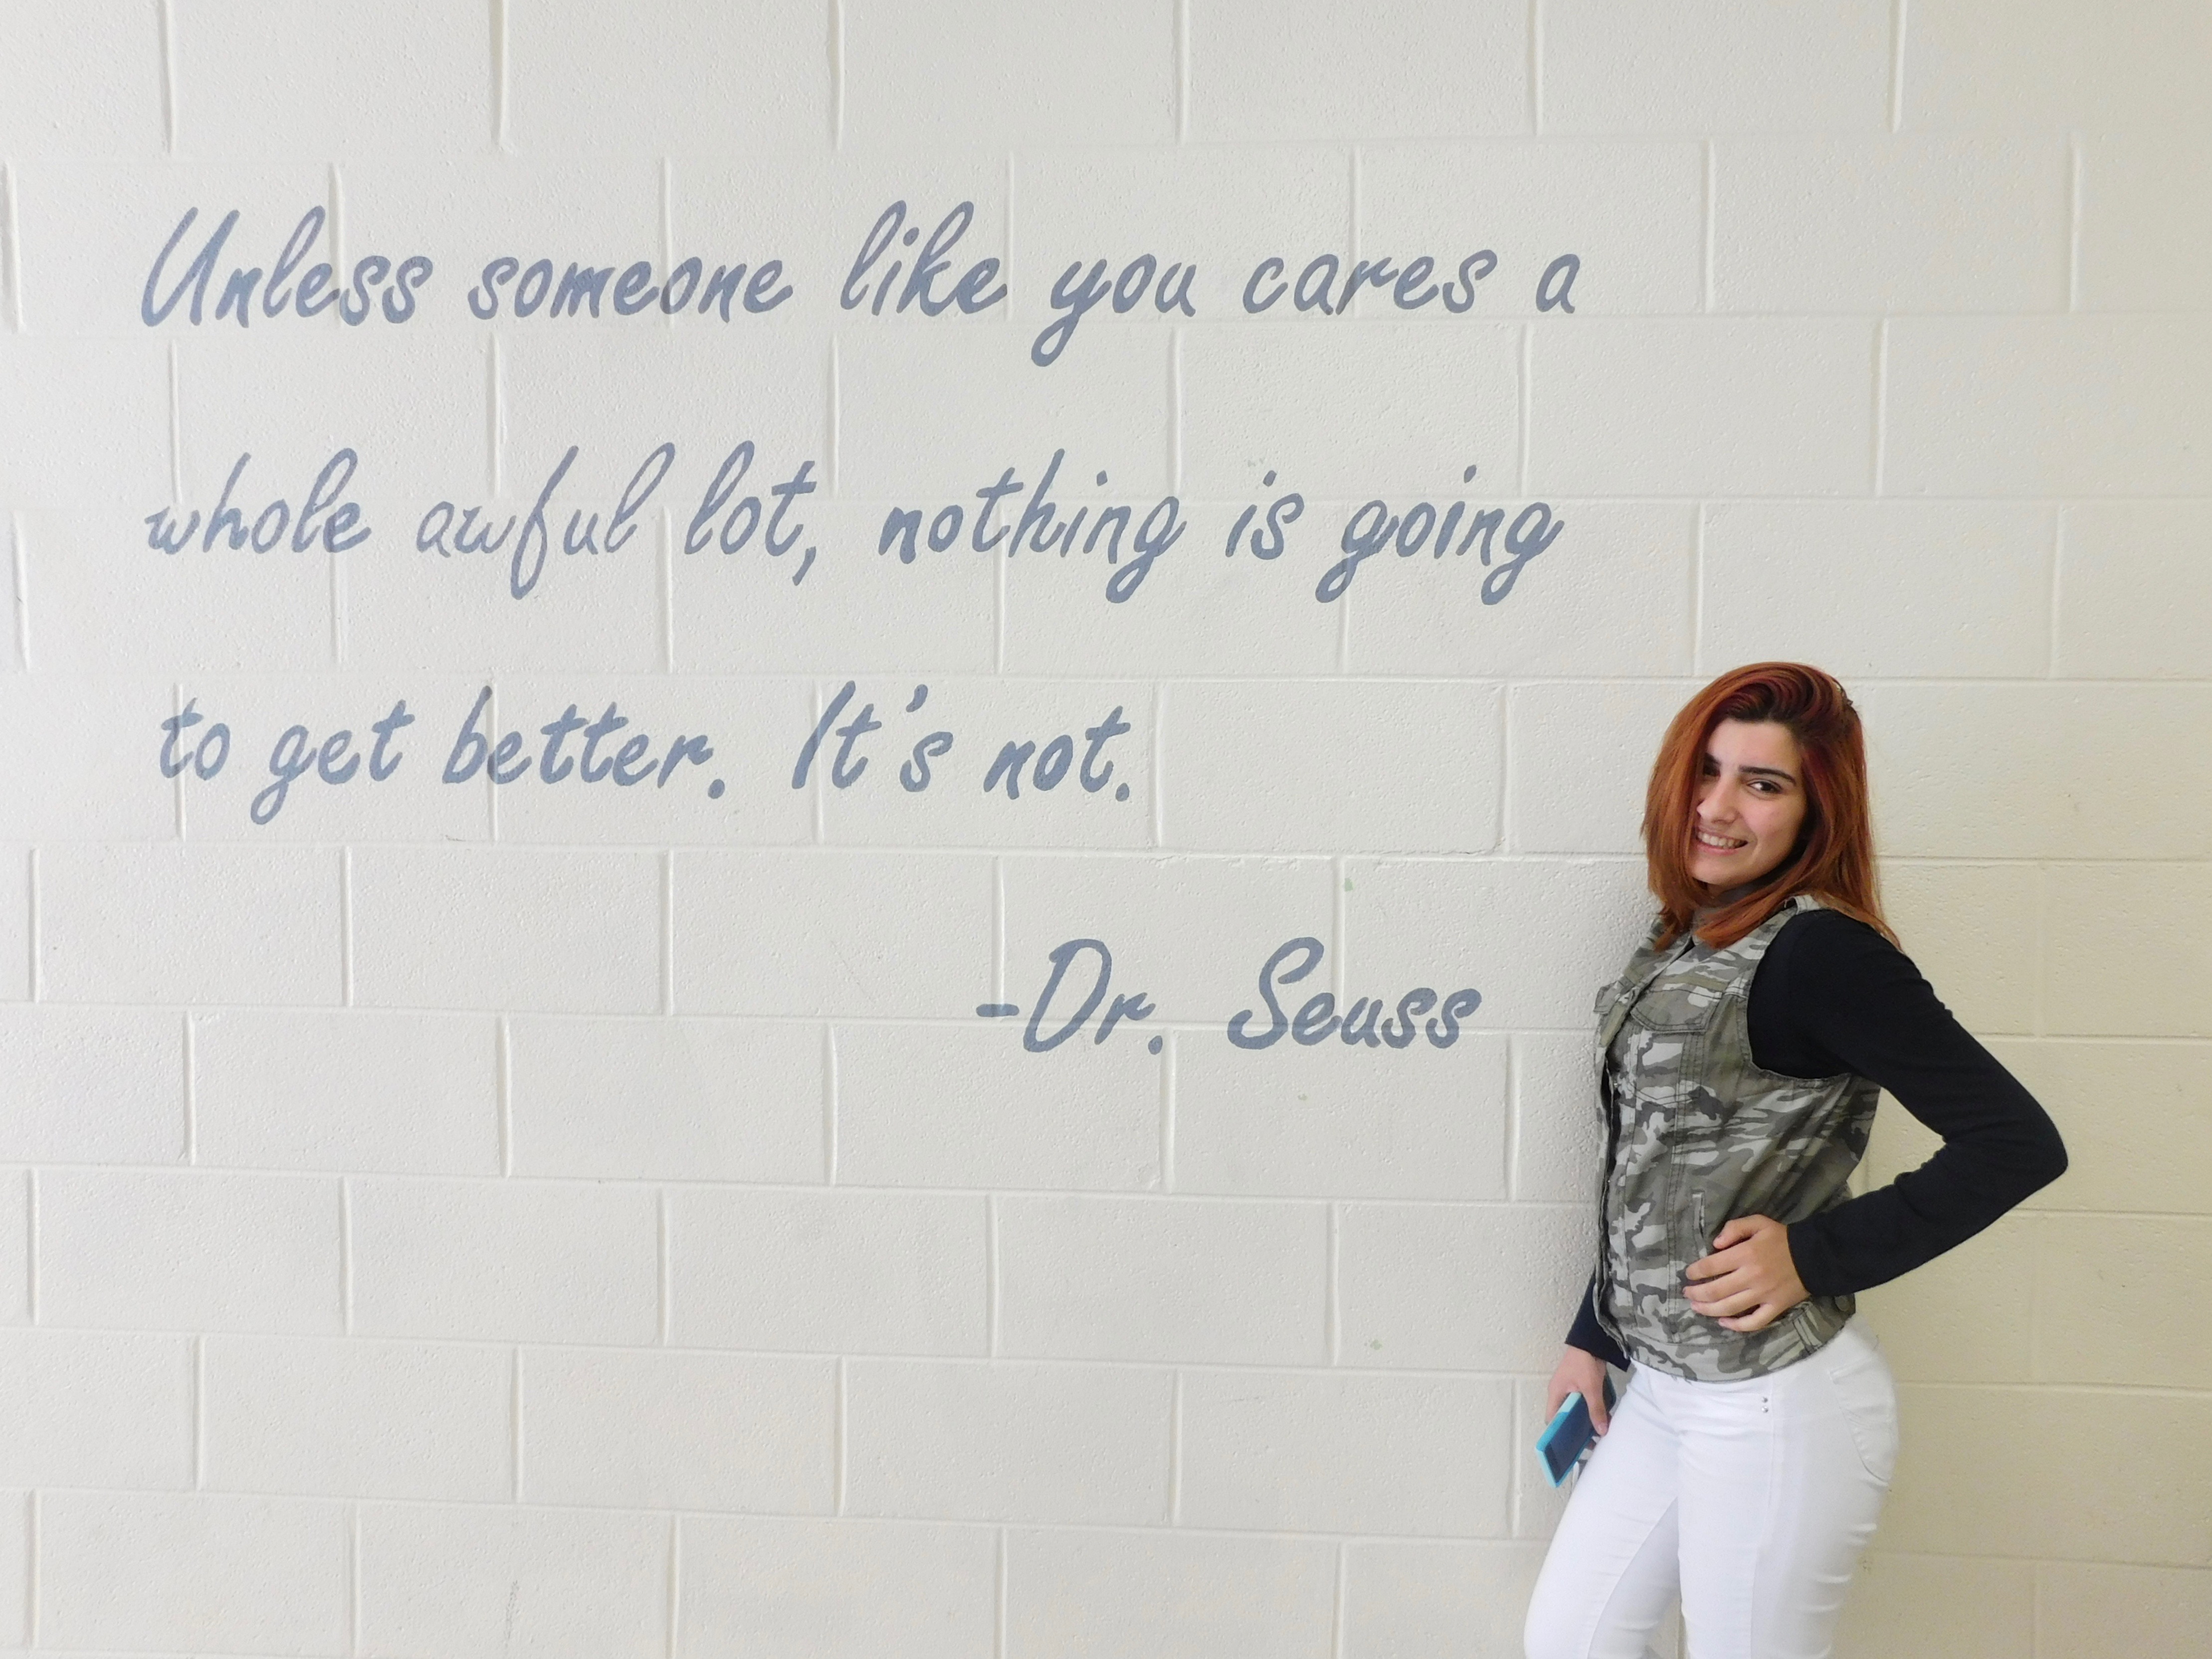 Unless someone like you cares a
whole awful lot, nothing is going
to get better. It's not.
-Dr. Seuss